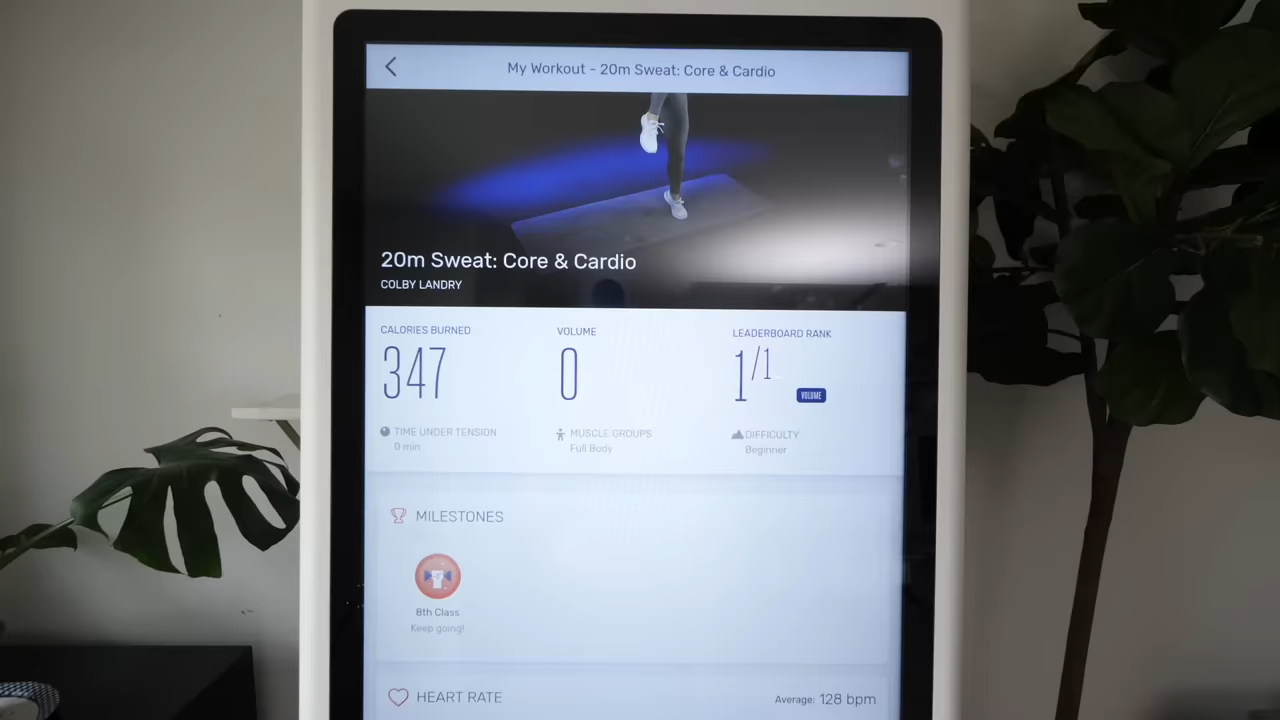 My Workout - 20m Sweat: Core & Cardio
20m Sweat: Core & Cardio
COLBY LANDRY
CALORIES BURNED
347
VOLUME
0
LEADERBOARD RANK
1/1
VOLUME
TIME UNDER TENSION
0 min
MUSCLE GROUPS
Full Body
DIFFICULTY
Beginner
MILESTONES
8th Class
Keep going!
HEART RATE
Average: 128 bpm